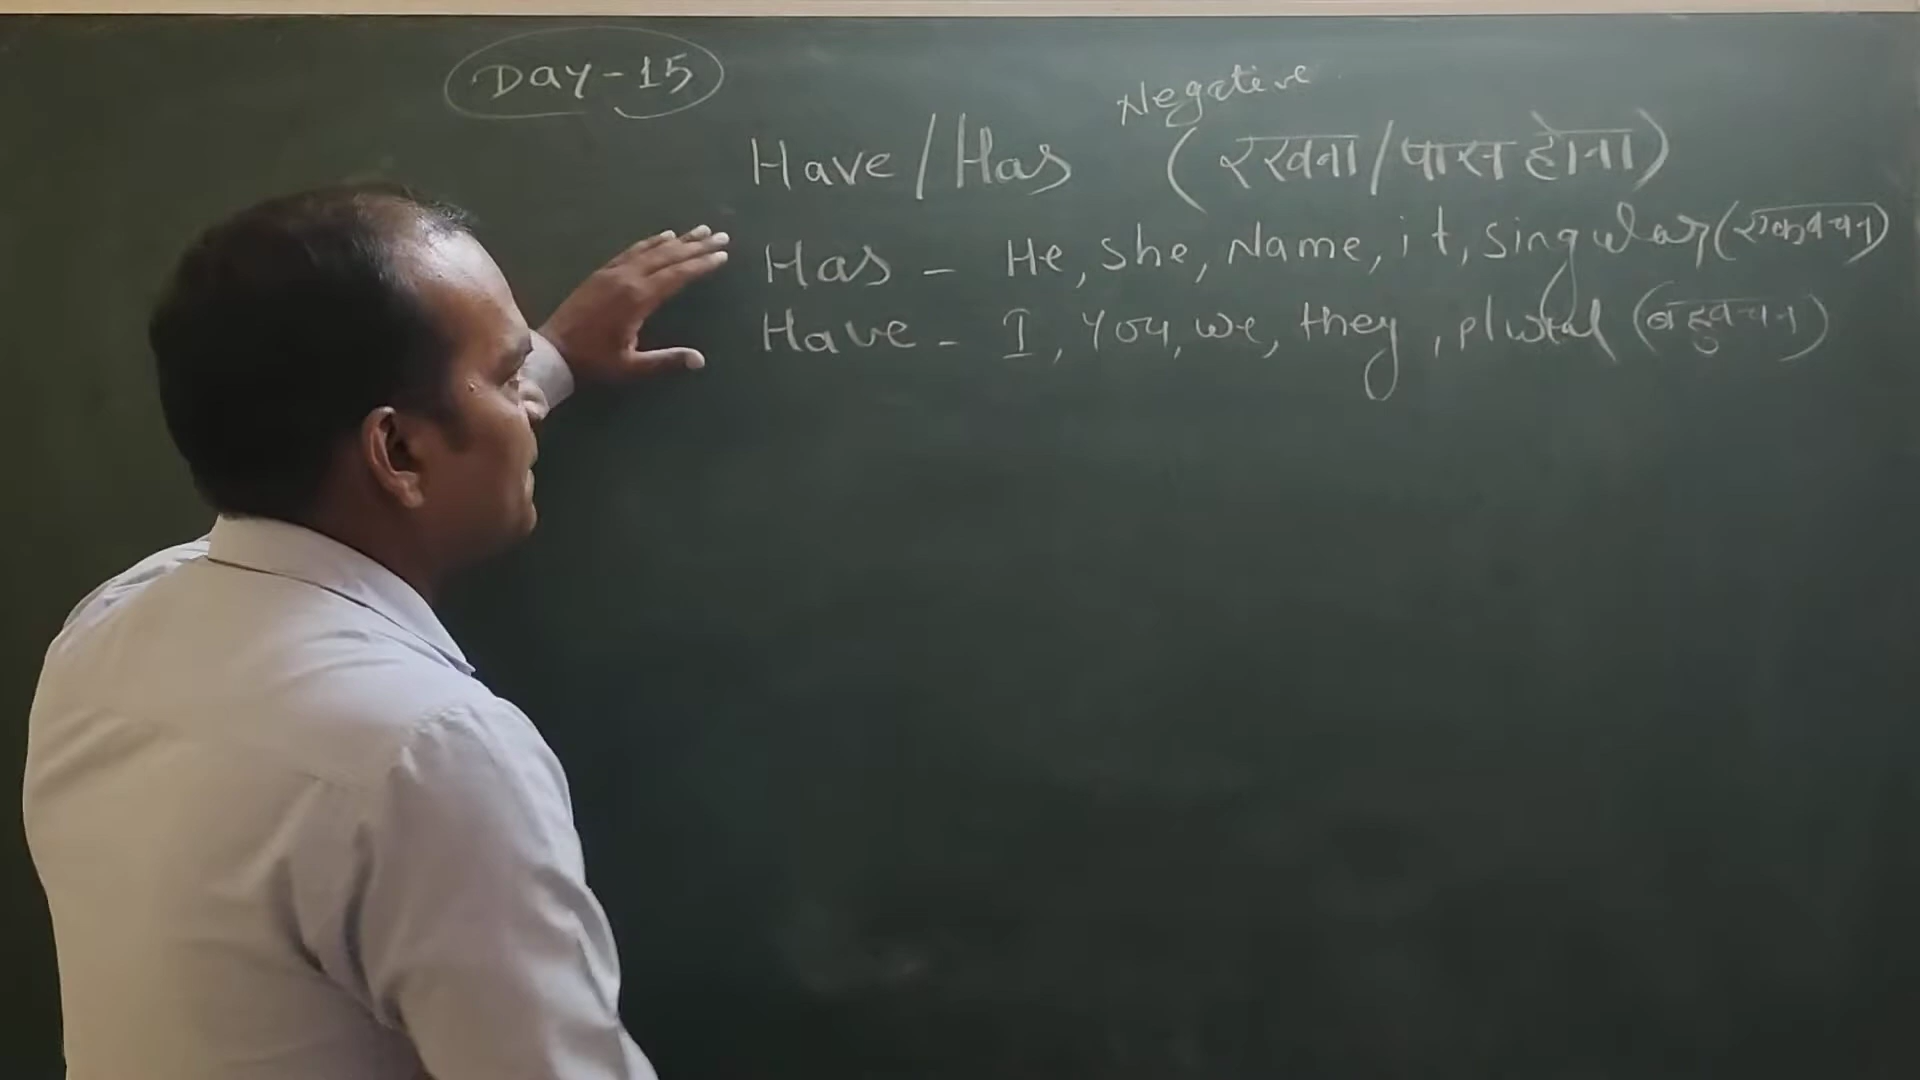 Day-15
Negative
Have/Has (रखना/पास होना)
Has - He, She, Name, it, singular (एकवचन)
Have - I, You, we, they, plural (बहुवचन)